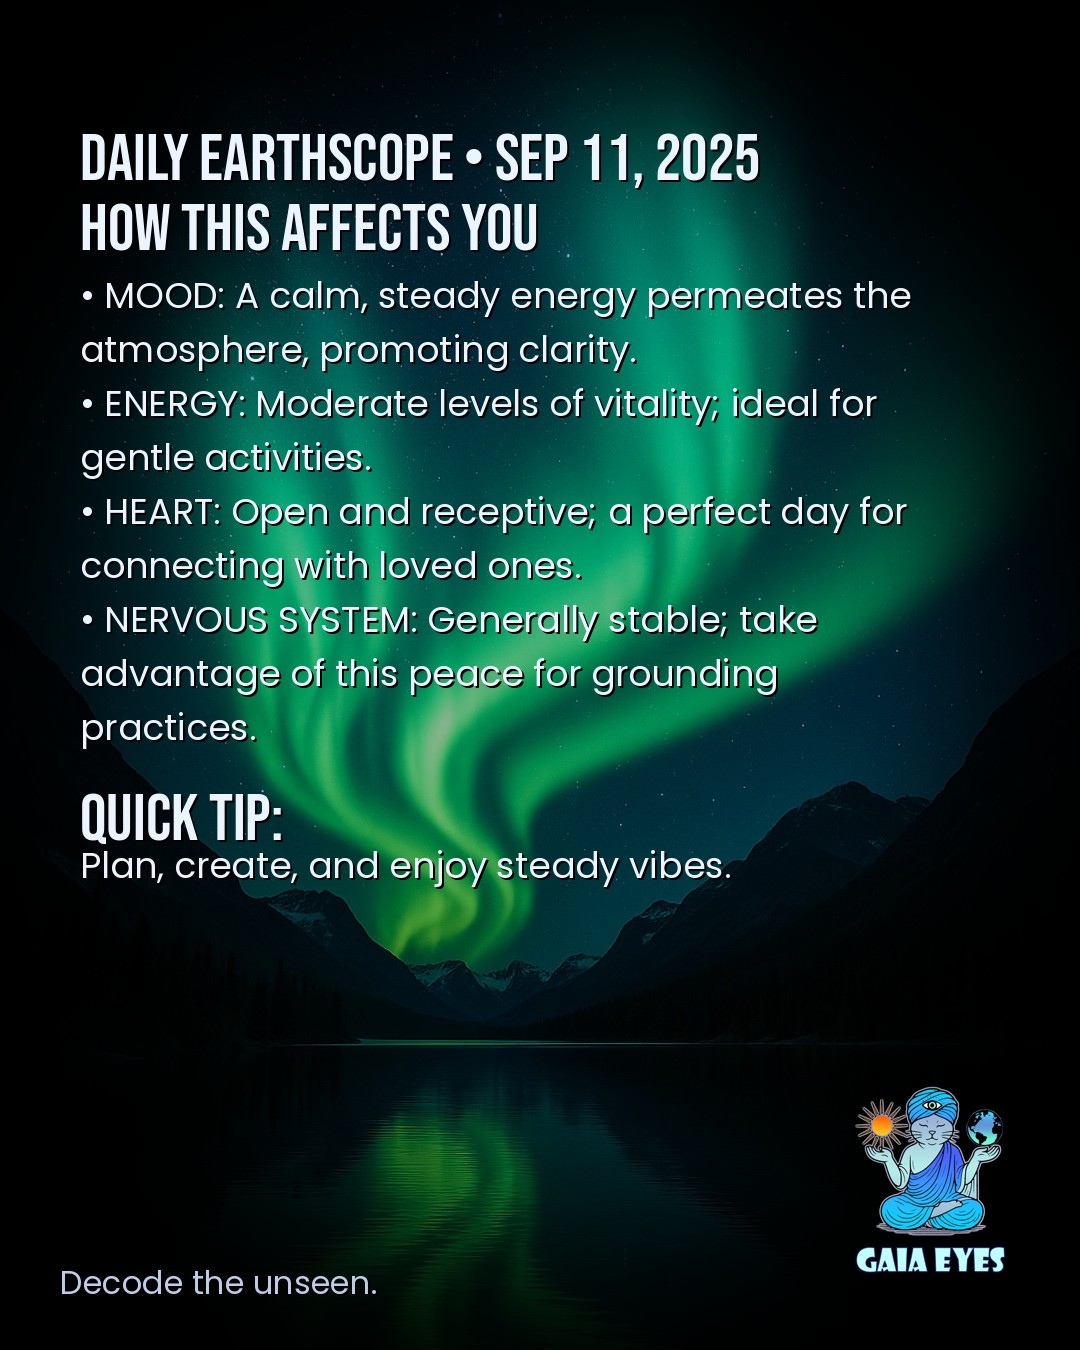 DAILY EARTHSCOPE • SEP 11, 2025
HOW THIS AFFECTS YOU
• MOOD: A calm, steady energy permeates the
atmosphere, promoting clarity.
• ENERGY: Moderate levels of vitality; ideal for
gentle activities.
• HEART: Open and receptive; a perfect day for
connecting with loved ones.
• NERVOUS SYSTEM: Generally stable; take
advantage of this peace for grounding
practices.
QUICK TIP:
Plan, create, and enjoy steady vibes.
GAIA EYES
Decode the unseen.